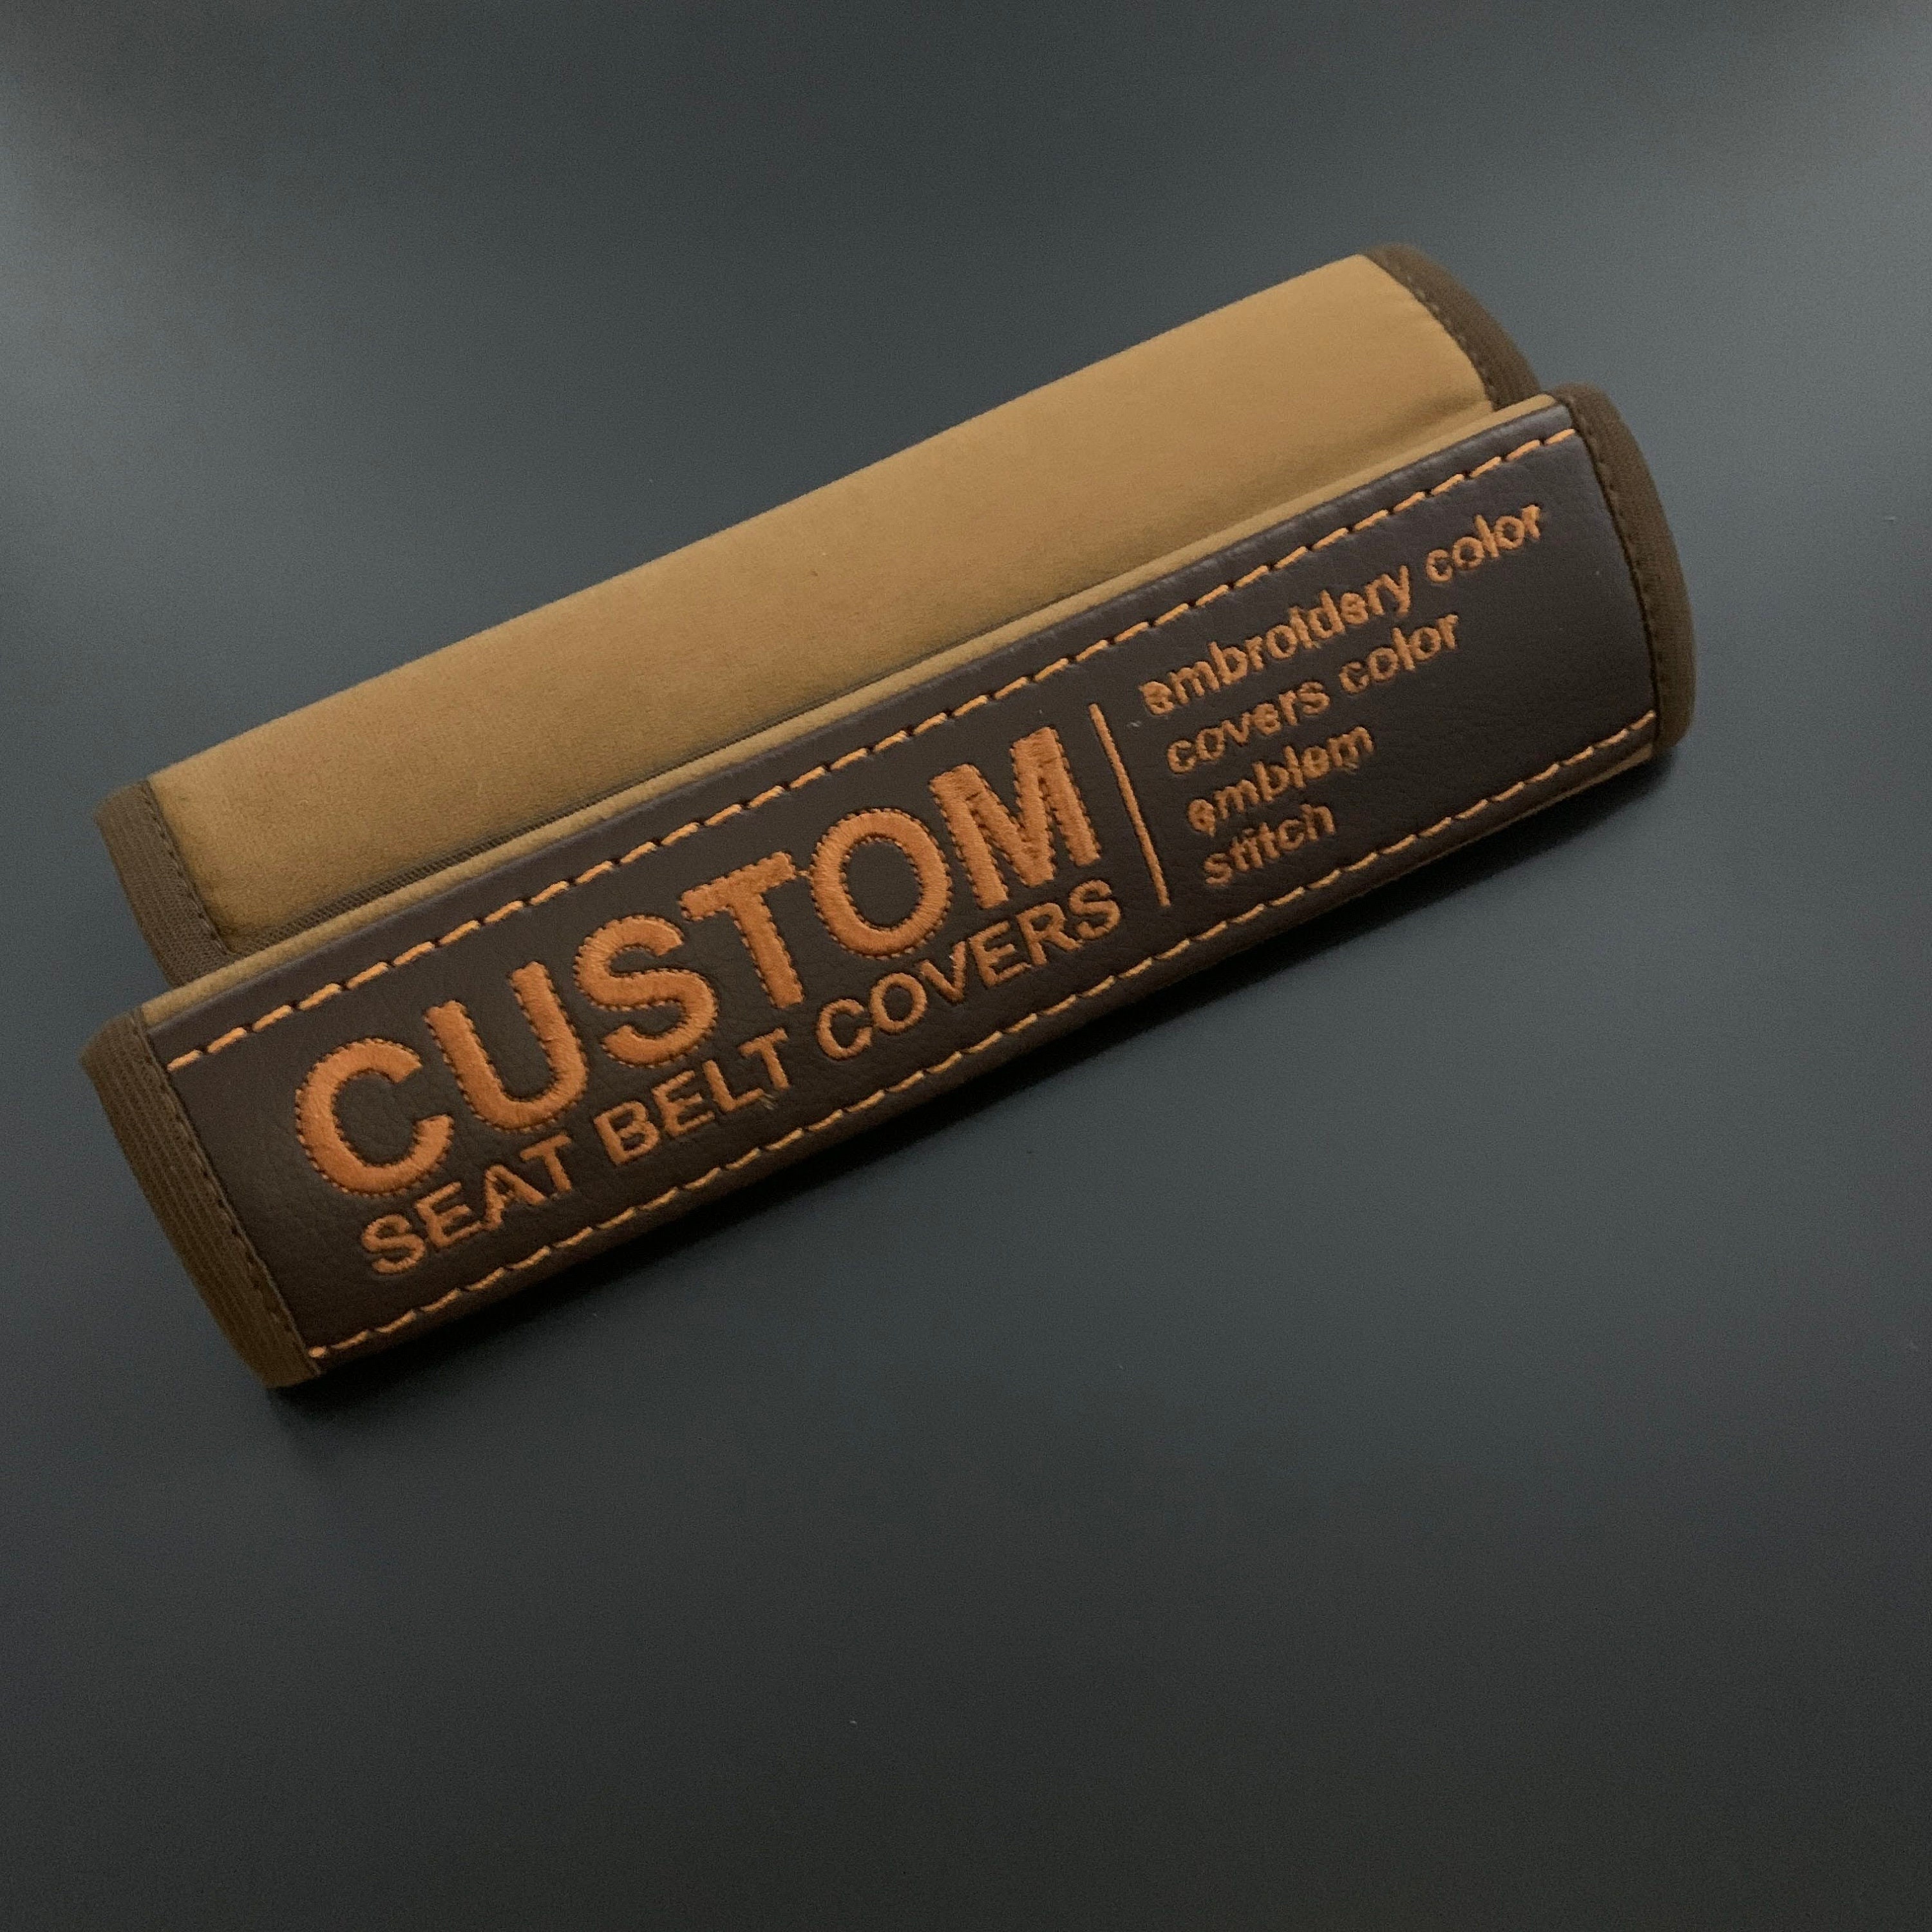 CUSTOM
SEAT BELT COVERS
embroidery color
covers color
emblem
stitch